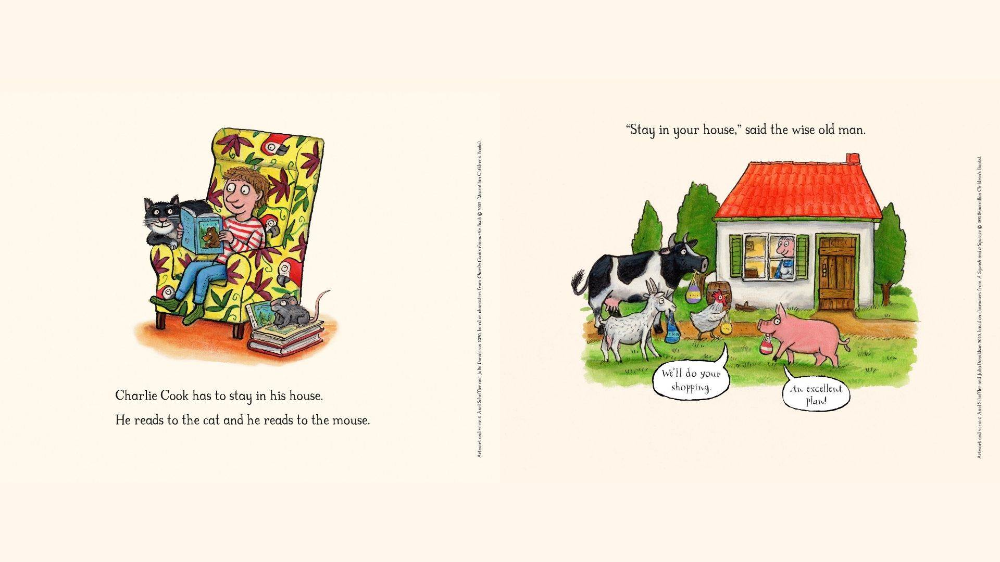 Charlie Cook has to stay in his house.
He reads to the cat and he reads to the mouse.
Artwork and verse © Axel Scheffler and Julia Donaldson 2020, based on characters from Charlie Cook's Favourite Book © 2005 (Macmillan Children's Books).
“Stay in your house,” said the wise old man.
We'll do your
shopping.
An excellent
plan!
Artwork and verse © Axel Scheffler and Julia Donaldson 2020, based on characters from A Squash and a Squeeze © 1993 (Macmillan Children's Books).